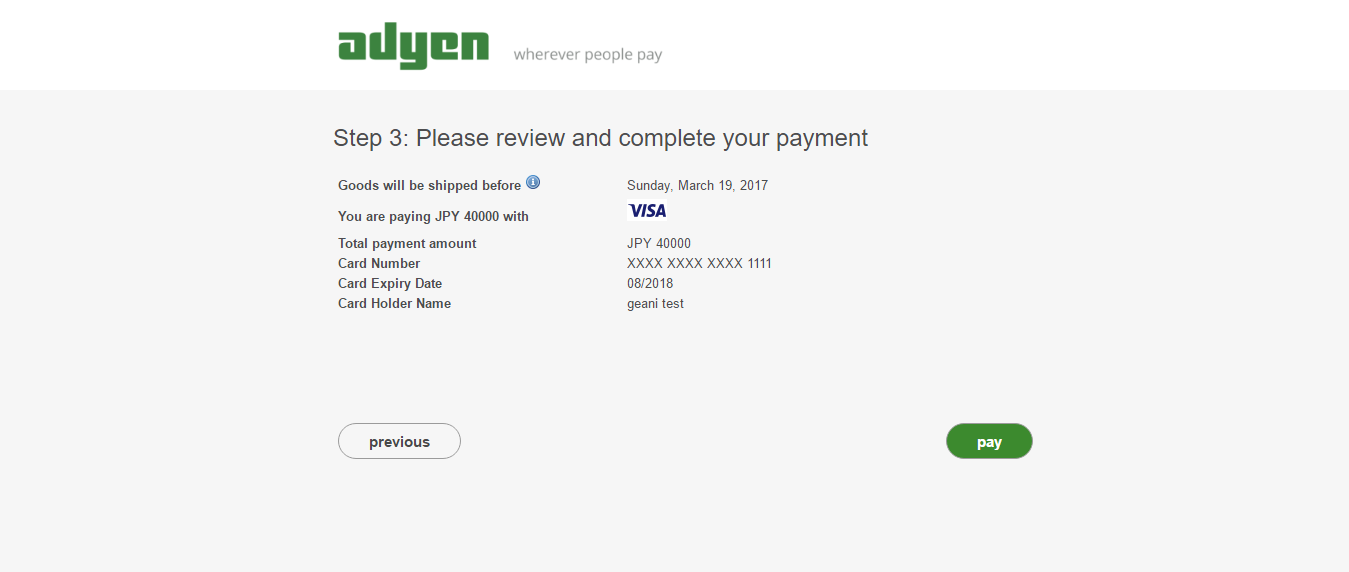 adyen wherever people pay
Step 3: Please review and complete your payment
Goods will be shipped before i Sunday, March 19, 2017
You are paying JPY 40000 with VISA
Total payment amount JPY 40000
Card Number XXXX XXXX XXXX 1111
Card Expiry Date 08/2018
Card Holder Name geani test
previous pay